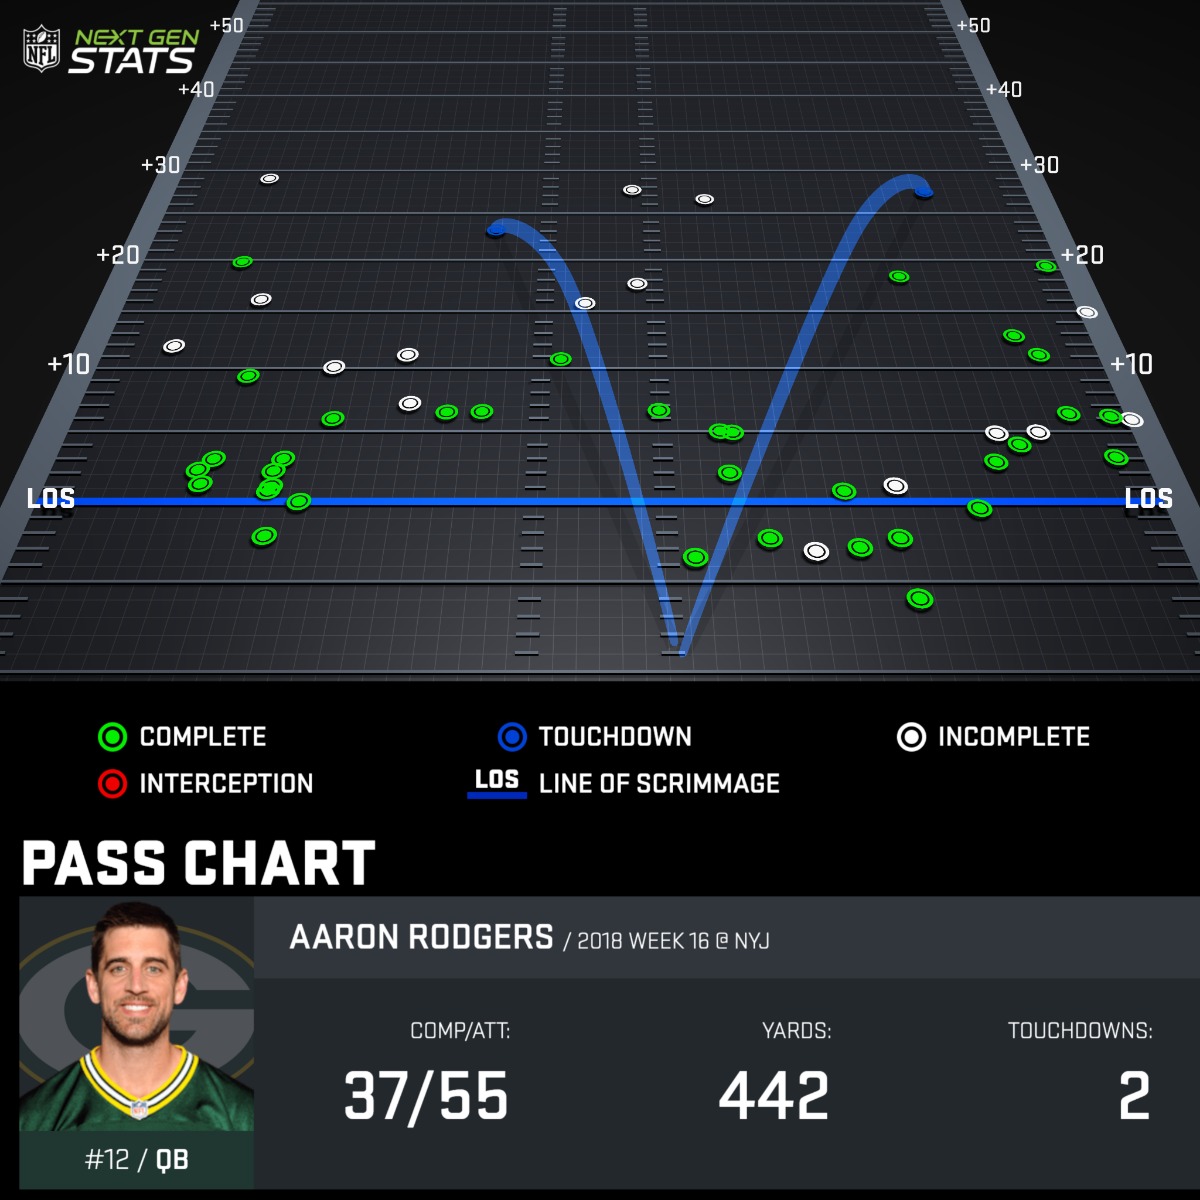 NFL
NEXT GEN
STATS
+50 +50
+40 +40
+30 +30
+20 +20
+10 +10
LOS LOS
COMPLETE TOUCHDOWN INCOMPLETE
INTERCEPTION LOS LINE OF SCRIMMAGE
PASS CHART
AARON RODGERS / 2018 WEEK 16 @ NYJ
COMP/ATT: YARDS: TOUCHDOWNS:
37/55 442 2
#12 / QB